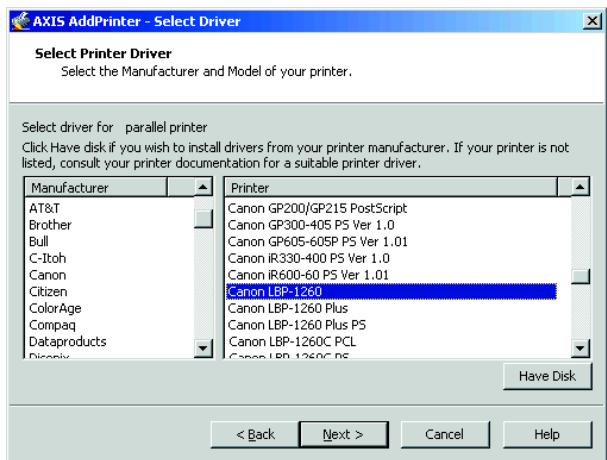 AXIS AddPrinter - Select Driver
Select Printer Driver
Select the Manufacturer and Model of your printer.
Select driver for parallel printer
Click Have disk if you wish to install drivers from your printer manufacturer. If your printer is not
listed, consult your printer documentation for a suitable printer driver.
Manufacturer
AT&T
Brother
Bull
C-Itoh
Canon
Citizen
ColorAge
Compaq
Dataproducts
Diconix
Printer
Canon GP200/GP215 PostScript
Canon GP300-405 PS Ver 1.0
Canon GP605-605P PS Ver 1.01
Canon iR330-400 PS Ver 1.0
Canon iR600-60 PS Ver 1.01
Canon LBP-1260
Canon LBP-1260 Plus
Canon LBP-1260 Plus PS
Canon LBP-1260C PCL
Canon LBP-1260C PS
Have Disk
< Back
Next >
Cancel
Help